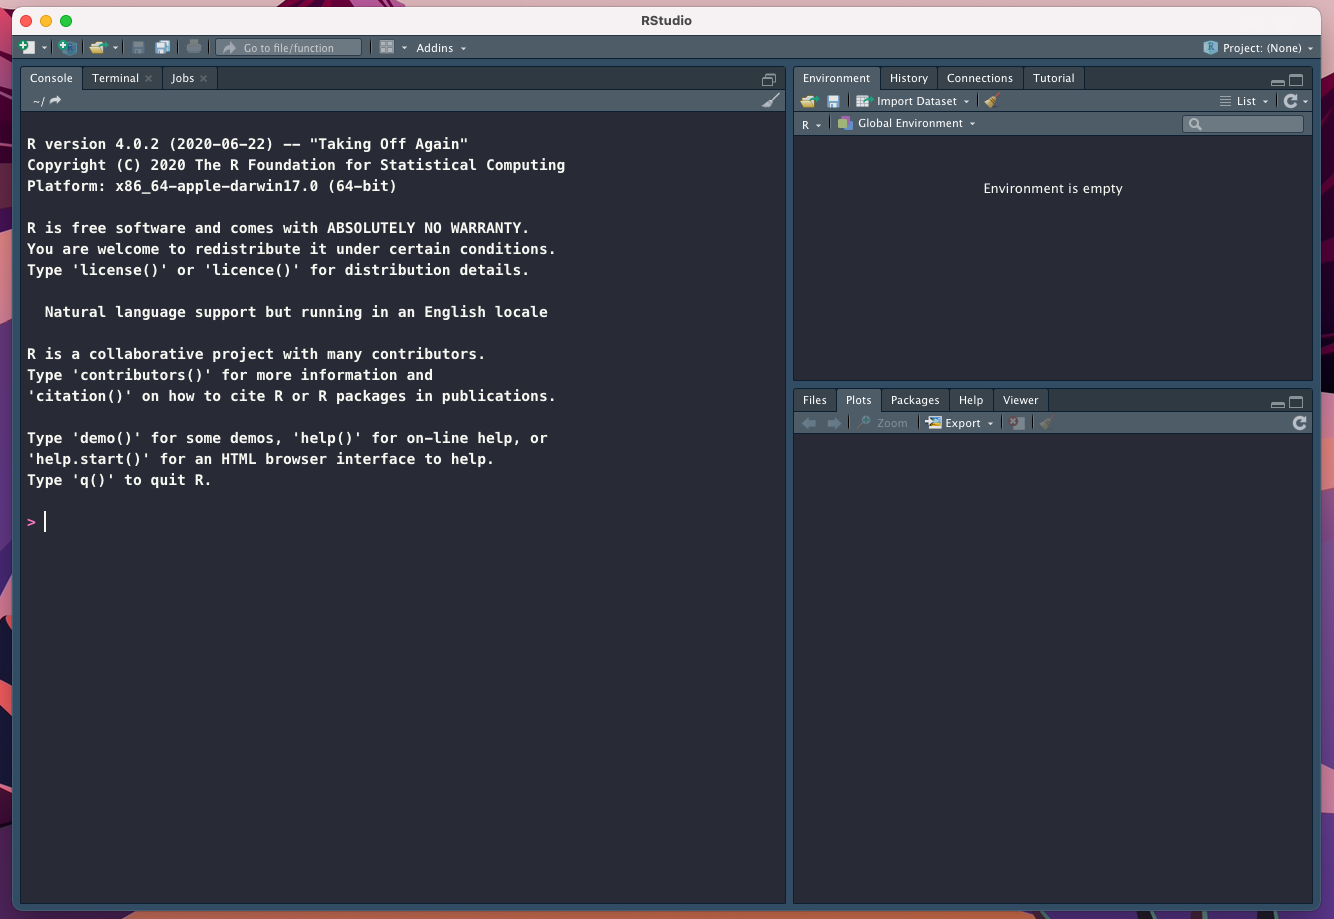 RStudio
Go to file/function
Addins
Project: (None)
Console
Terminal
Jobs
~/
R version 4.0.2 (2020-06-22) -- "Taking Off Again"
Copyright (C) 2020 The R Foundation for Statistical Computing
Platform: x86_64-apple-darwin17.0 (64-bit)
R is free software and comes with ABSOLUTELY NO WARRANTY.
You are welcome to redistribute it under certain conditions.
Type 'license()' or 'licence()' for distribution details.
Natural language support but running in an English locale
R is a collaborative project with many contributors.
Type 'contributors()' for more information and
'citation()' on how to cite R or R packages in publications.
Type 'demo()' for some demos, 'help()' for on-line help, or
'help.start()' for an HTML browser interface to help.
Type 'q()' to quit R.
>
Environment
History
Connections
Tutorial
Import Dataset
List
R
Global Environment
Environment is empty
Files
Plots
Packages
Help
Viewer
Zoom
Export